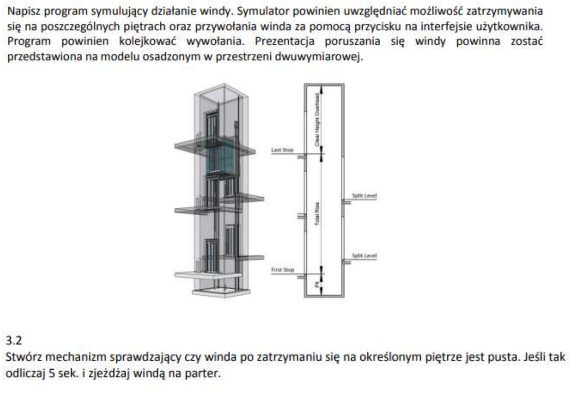 Napisz program symulujący działanie windy. Symulator powinien uwzględniać możliwość zatrzymywania
się na poszczególnych piętrach oraz przywołania winda za pomocą przycisku na interfejsie użytkownika.
Program powinien kolejkować wywołania. Prezentacja poruszania się windy powinna zostać
przedstawiona na modelu osadzonym w przestrzeni dwuwymiarowej.
Clear Height Overhead
Last Stop
Split Level
Total Rise
Split Level
First Stop
Pit
3.2
Stwórz mechanizm sprawdzający czy winda po zatrzymaniu się na określonym piętrze jest pusta. Jeśli tak
odliczaj 5 sek. i zjeżdżaj windą na parter.